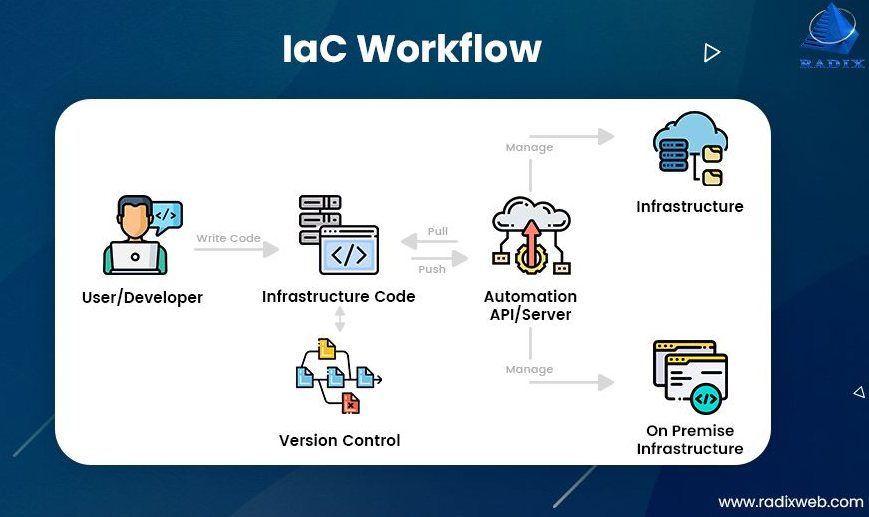 IaC Workflow
RADIX
Manage
Infrastructure
</>
Write Code
Pull
Push
</>
User/Developer
Infrastructure Code
Automation
API/Server
Manage
Version Control
</>
On Premise
Infrastructure
www.radixweb.com